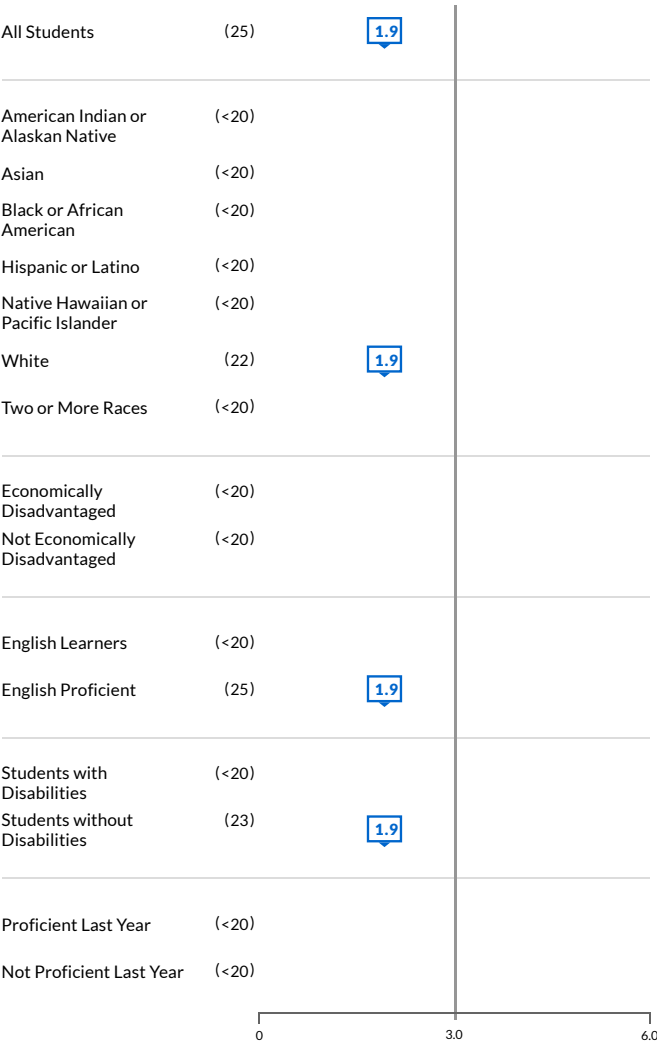 All Students (25) 1.9
American Indian or (<20)
Alaskan Native
Asian (<20)
Black or African (<20)
American
Hispanic or Latino (<20)
Native Hawaiian or (<20)
Pacific Islander
White (22) 1.9
Two or More Races (<20)
Economically (<20)
Disadvantaged
Not Economically (<20)
Disadvantaged
English Learners (<20)
English Proficient (25) 1.9
Students with (<20)
Disabilities
Students without (23) 1.9
Disabilities
Proficient Last Year (<20)
Not Proficient Last Year (<20)
0 3.0 6.0